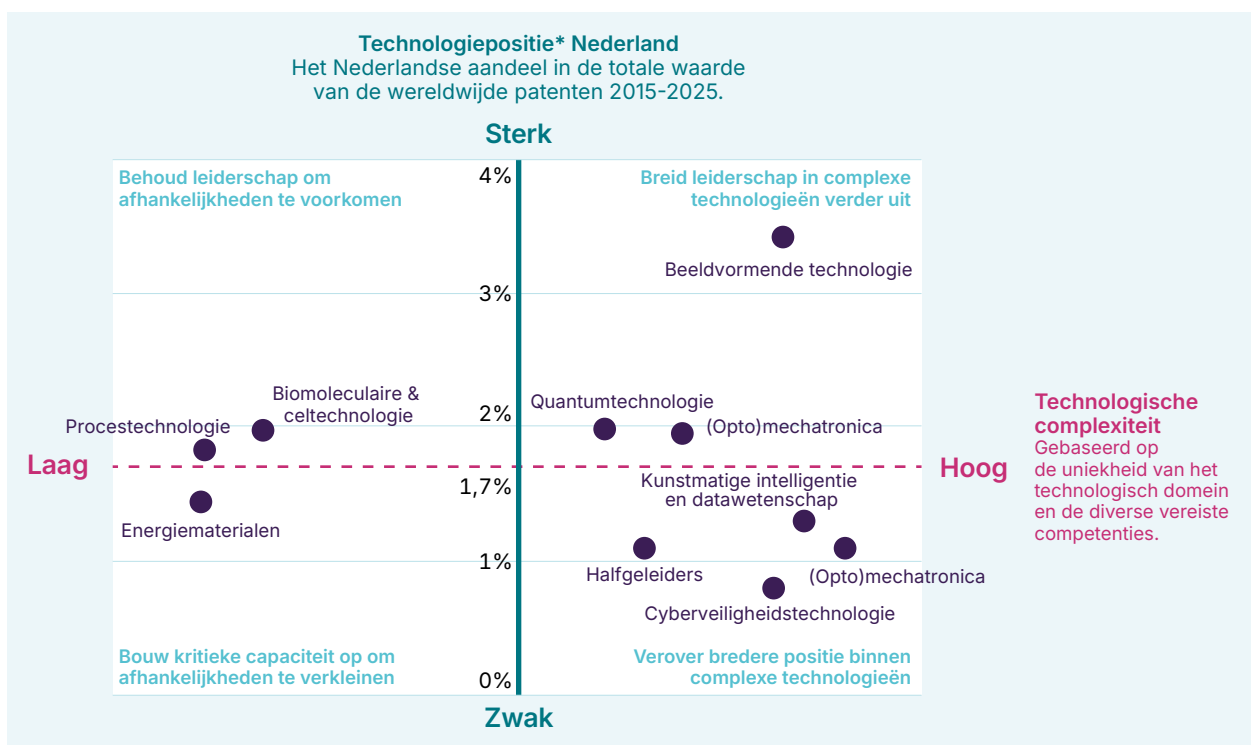 Technologiepositie* Nederland
Het Nederlandse aandeel in de totale waarde
van de wereldwijde patenten 2015-2025.
Sterk
Behoud leiderschap om
afhankelijkheden te voorkomen
4%
Breid leiderschap in complexe
technologieën verder uit
Beeldvormende technologie
3%
Biomoleculaire &
celtechnologie
Procestechnologie
2%
Quantumtechnologie
(Opto)mechatronica
Technologische
complexiteit
Gebaseerd op
de uniekheid van het
technologisch domein
en de diverse vereiste
competenties.
Laag
Hoog
1,7%
Kunstmatige intelligentie
en datawetenschap
Energiematerialen
1%
Halfgeleiders
(Opto)mechatronica
Cyberveiligheidstechnologie
Bouw kritieke capaciteit op om
afhankelijkheden te verkleinen
0%
Verover bredere positie binnen
complexe technologieën
Zwak